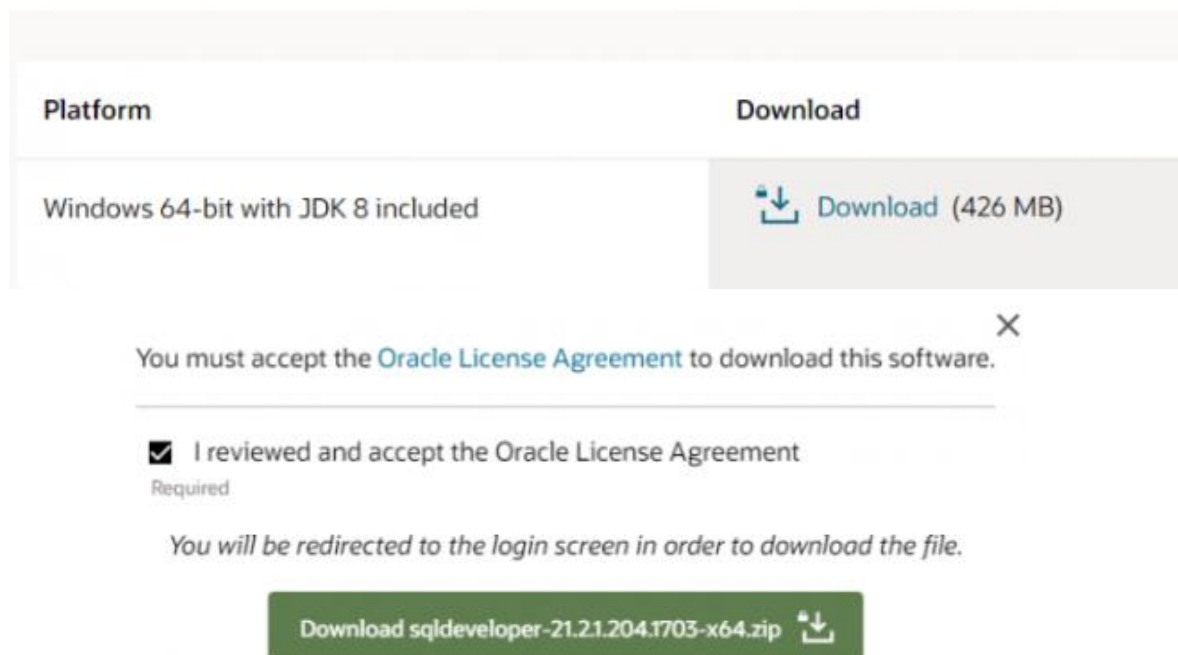 Platform Download
Windows 64-bit with JDK 8 included Download (426 MB)
You must accept the Oracle License Agreement to download this software.
I reviewed and accept the Oracle License Agreement
Required
You will be redirected to the login screen in order to download the file.
Download sqldeveloper-21.2.1.204.1703-x64.zip